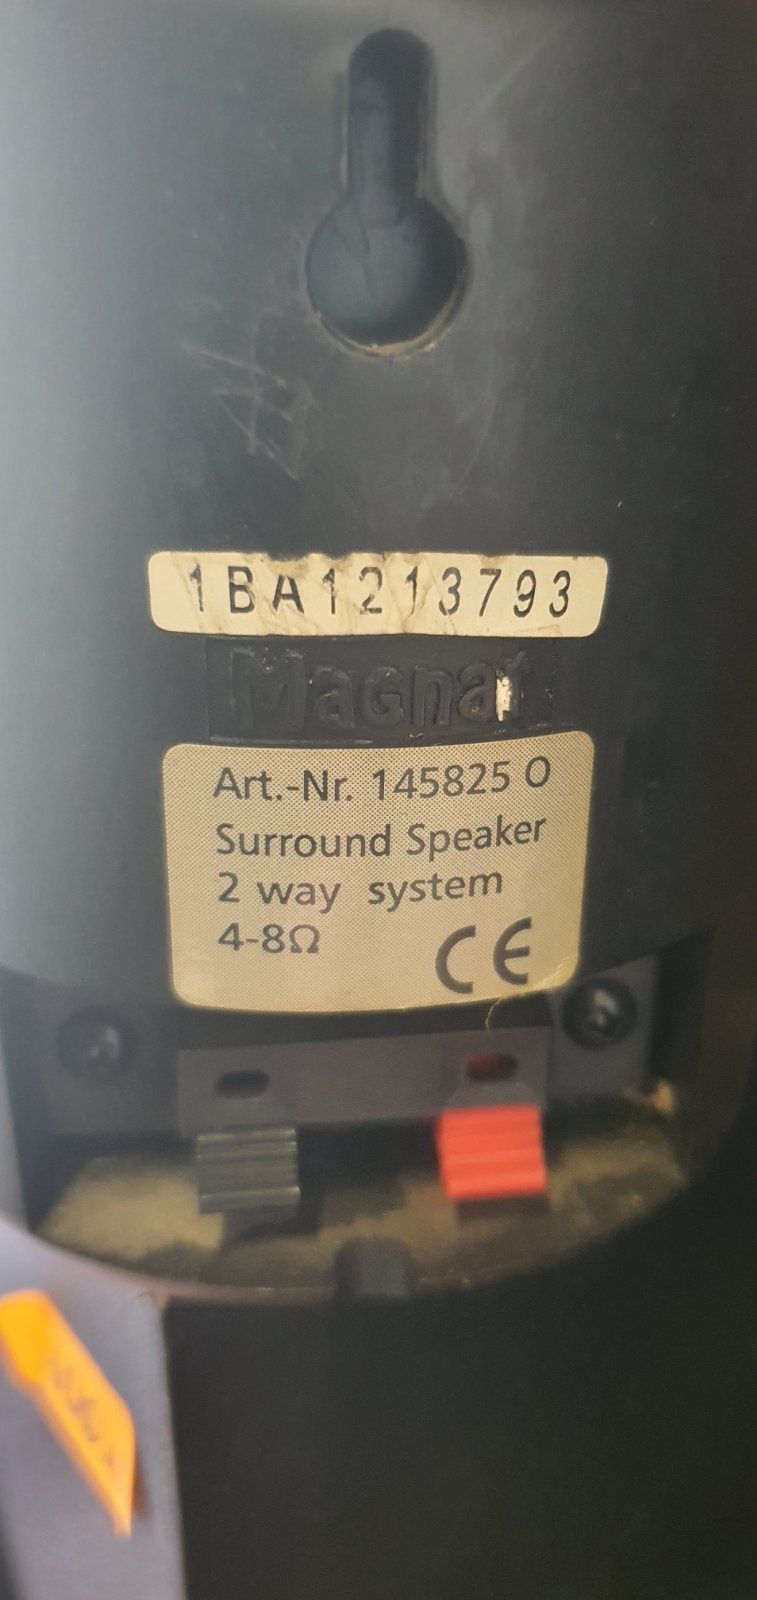 1BA1213793
Magnat
Art.-Nr. 145825 O
Surround Speaker
2 way system
4-8Ω
CE